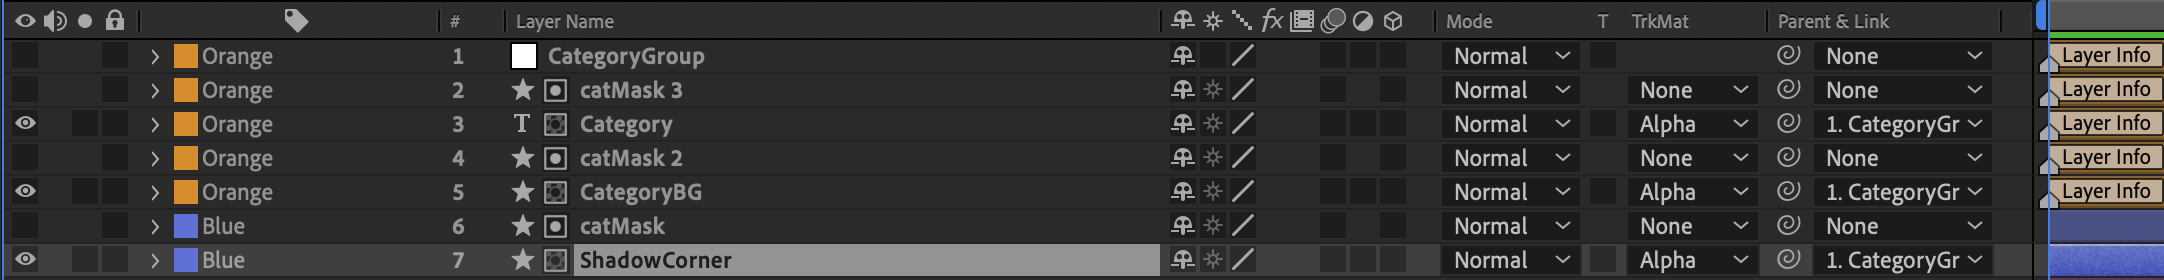 # Layer Name fx Mode T TrkMat Parent & Link
Orange 1 CategoryGroup Normal None Layer Info
Orange 2 catMask 3 Normal None None Layer Info
Orange 3 T Category Normal Alpha 1. CategoryGr Layer Info
Orange 4 catMask 2 Normal None None Layer Info
Orange 5 CategoryBG Normal Alpha 1. CategoryGr Layer Info
Blue 6 catMask Normal None None
Blue 7 ShadowCorner Normal Alpha 1. CategoryGr